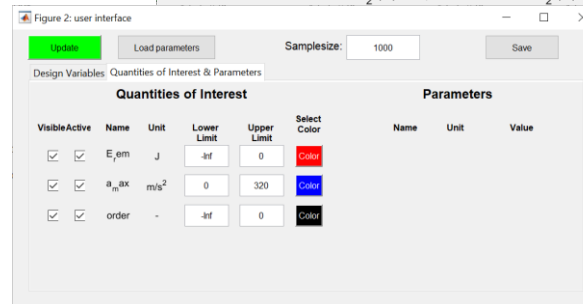 Figure 2: user interface
Update Load parameters Samplesize: 1000 Save
Design Variables Quantities of Interest & Parameters
Quantities of Interest Parameters
Visible Active Name Unit Lower Limit Upper Limit Select Color Name Unit Value
E_rem J -Inf 0 Color
a_max m/s² 0 320 Color
order - -Inf 0 Color